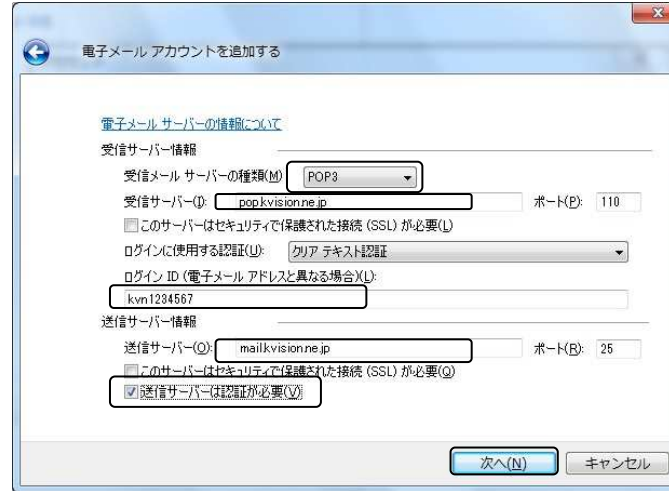 電子メール アカウントを追加する
電子メール サーバーの情報について
受信サーバー情報
受信メール サーバーの種類(M) POP3
受信サーバー(I): pop.kvision.ne.jp ポート(P): 110
このサーバーはセキュリティで保護された接続 (SSL) が必要(L)
ログインに使用する認証(U): クリア テキスト認証
ログイン ID (電子メール アドレスと異なる場合)(L):
kvn1234567
送信サーバー情報
送信サーバー(O): mail.kvision.ne.jp ポート(R): 25
このサーバーはセキュリティで保護された接続 (SSL) が必要(Q)
送信サーバーは認証が必要(V)
次へ(N) キャンセル